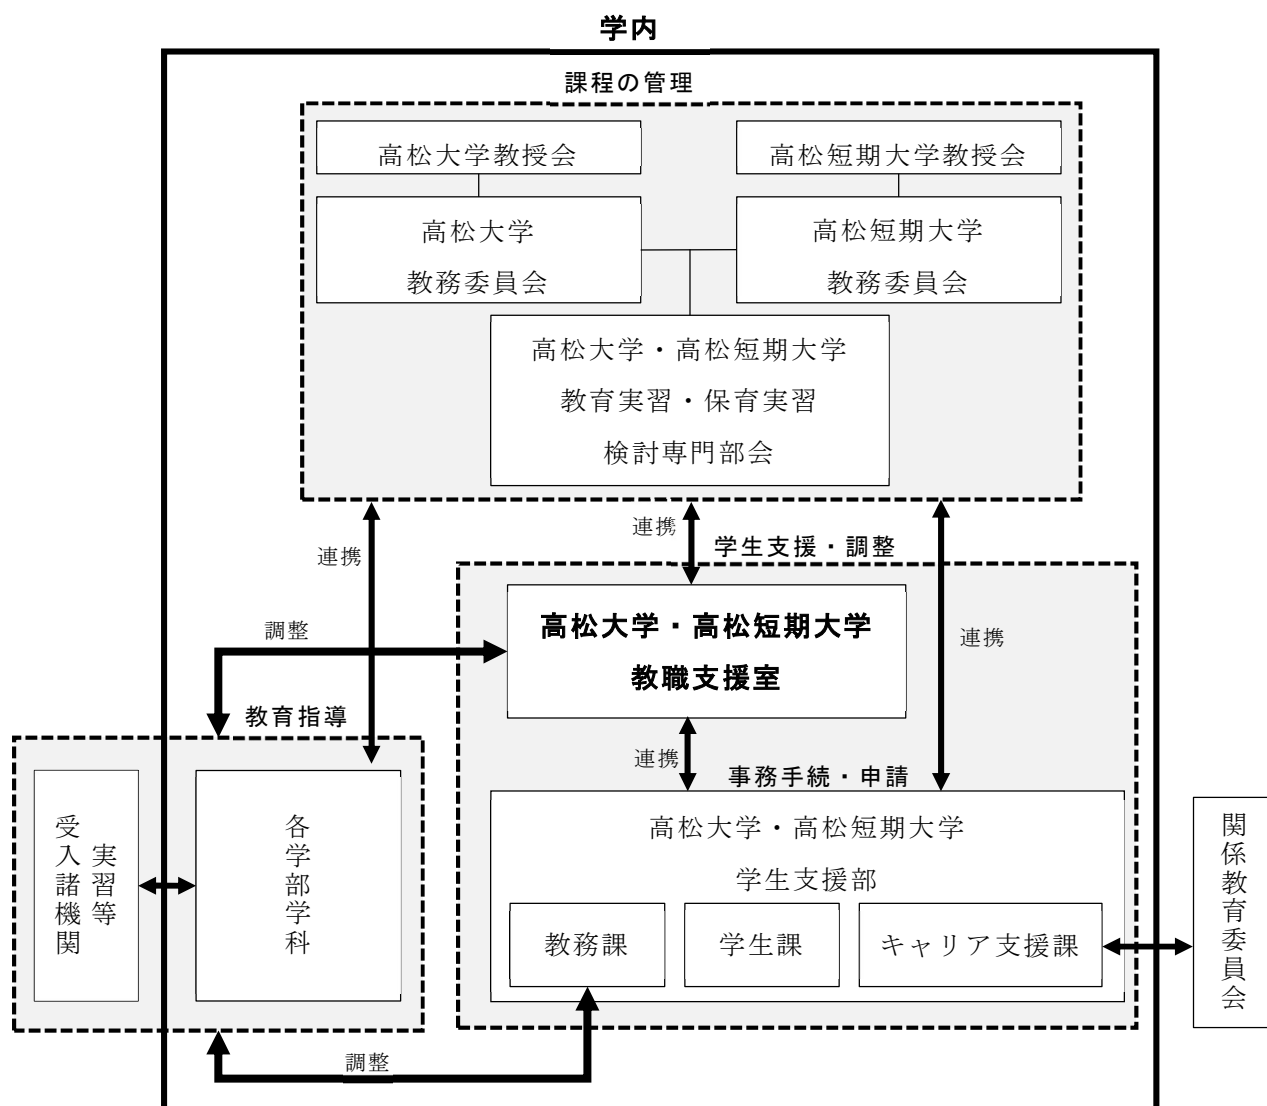 学内
課程の管理
高松大学教授会
高松短期大学教授会
高松大学
教務委員会
高松短期大学
教務委員会
高松大学・高松短期大学
教育実習・保育実習
検討専門部会
連携
連携
学生支援・調整
高松大学・高松短期大学
教職支援室
調整
連携
教育指導
連携
事務手続・申請
実習等
受入諸機関
各学部学科
高松大学・高松短期大学
学生支援部
教務課
学生課
キャリア支援課
関係教育委員会
調整